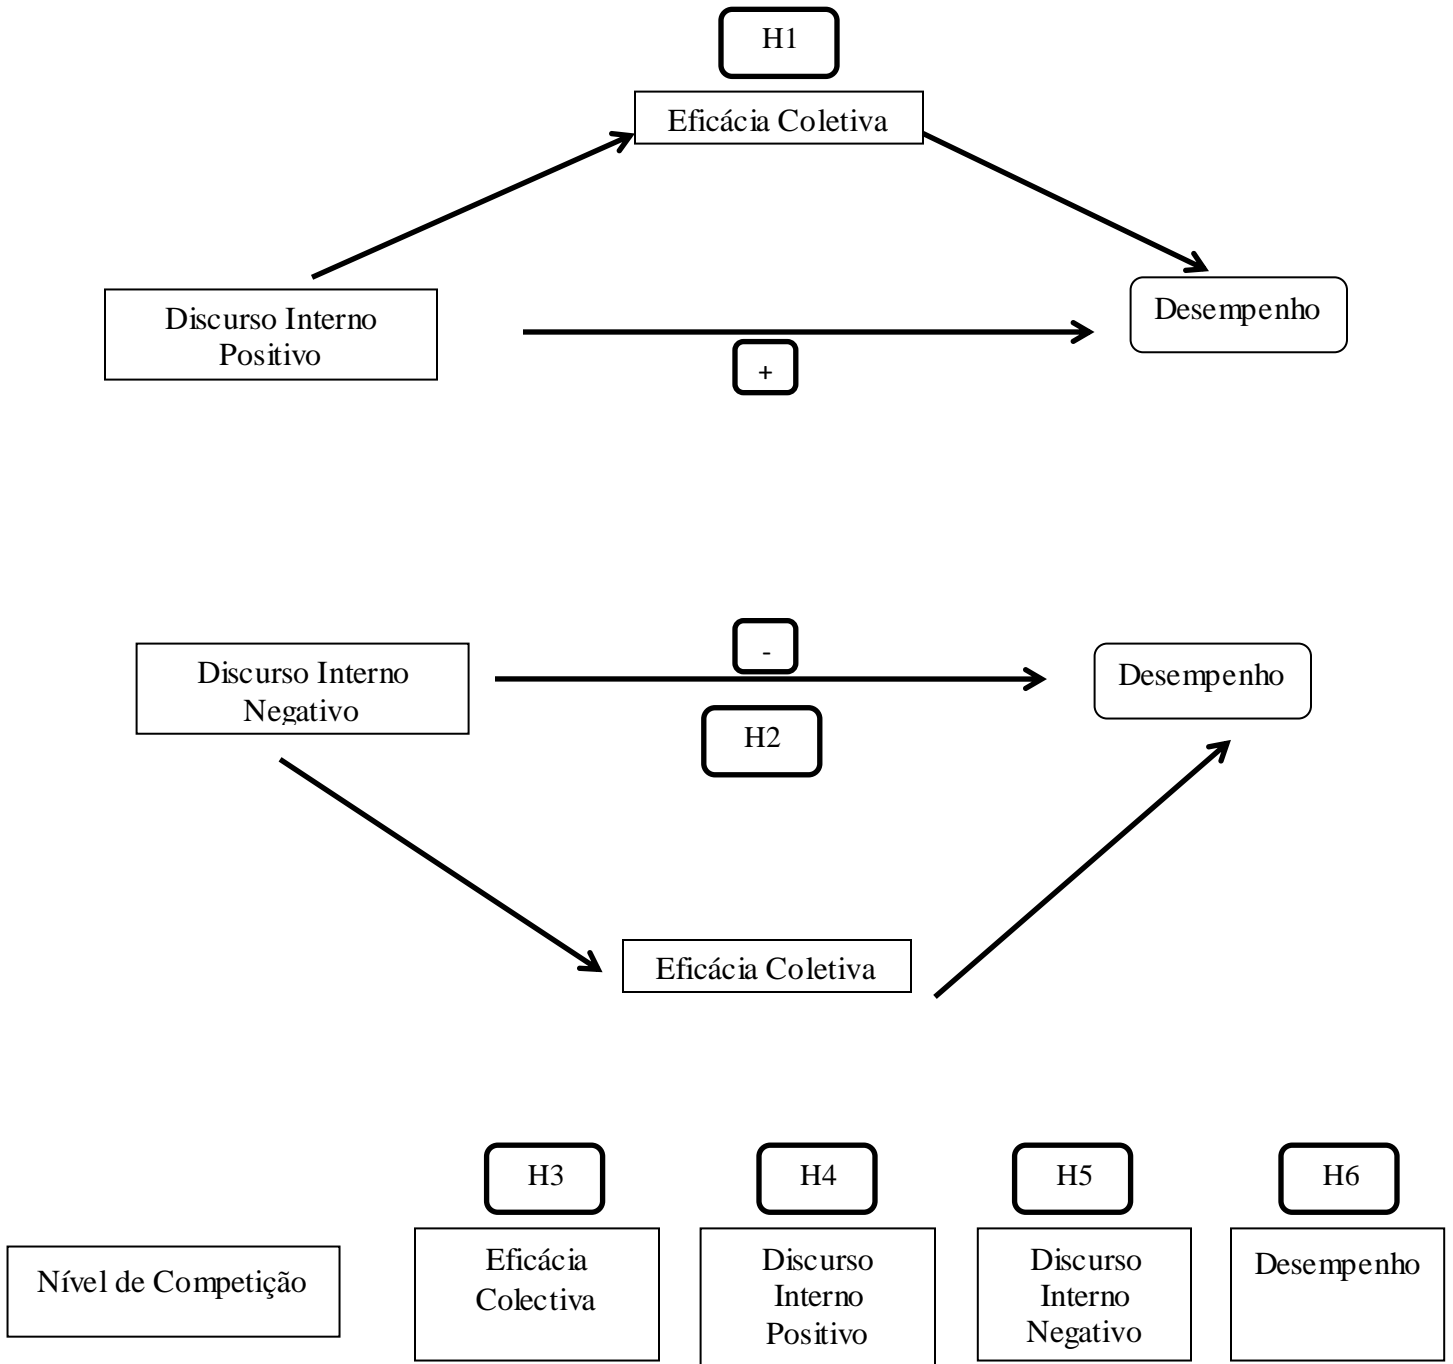 H1
Eficácia Coletiva
Discurso Interno
Positivo
Desempenho
+
-
Discurso Interno
Negativo
Desempenho
H2
Eficácia Coletiva
H3
H4
H5
H6
Nível de Competição
Eficácia
Colectiva
Discurso
Interno
Positivo
Discurso
Interno
Negativo
Desempenho